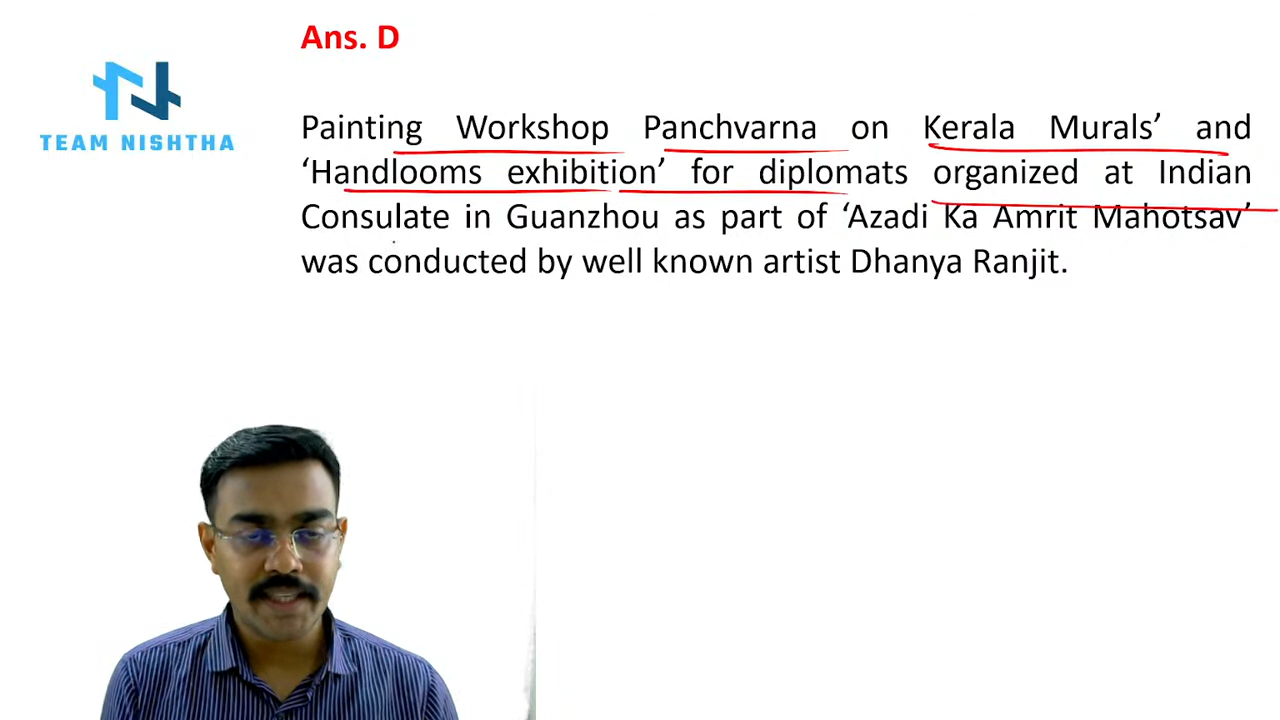 Ans. D
TEAM NISHTHA
Painting Workshop Panchvarna on Kerala Murals’ and
‘Handlooms exhibition’ for diplomats organized at Indian
Consulate in Guanzhou as part of ‘Azadi Ka Amrit Mahotsav’
was conducted by well known artist Dhanya Ranjit.